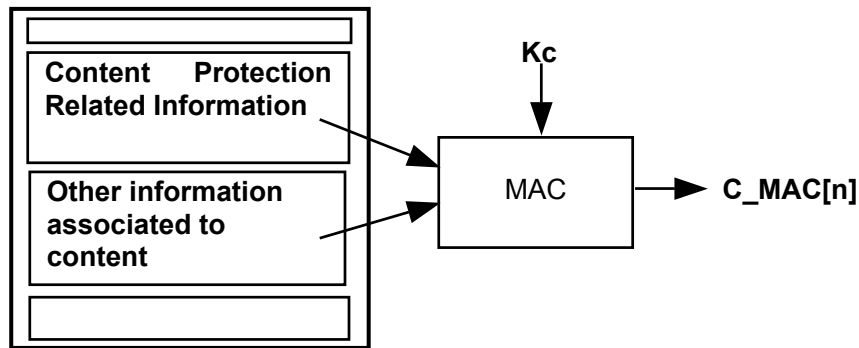 Content Protection
Related Information
Kc
MAC
C_MAC[n]
Other information
associated to
content